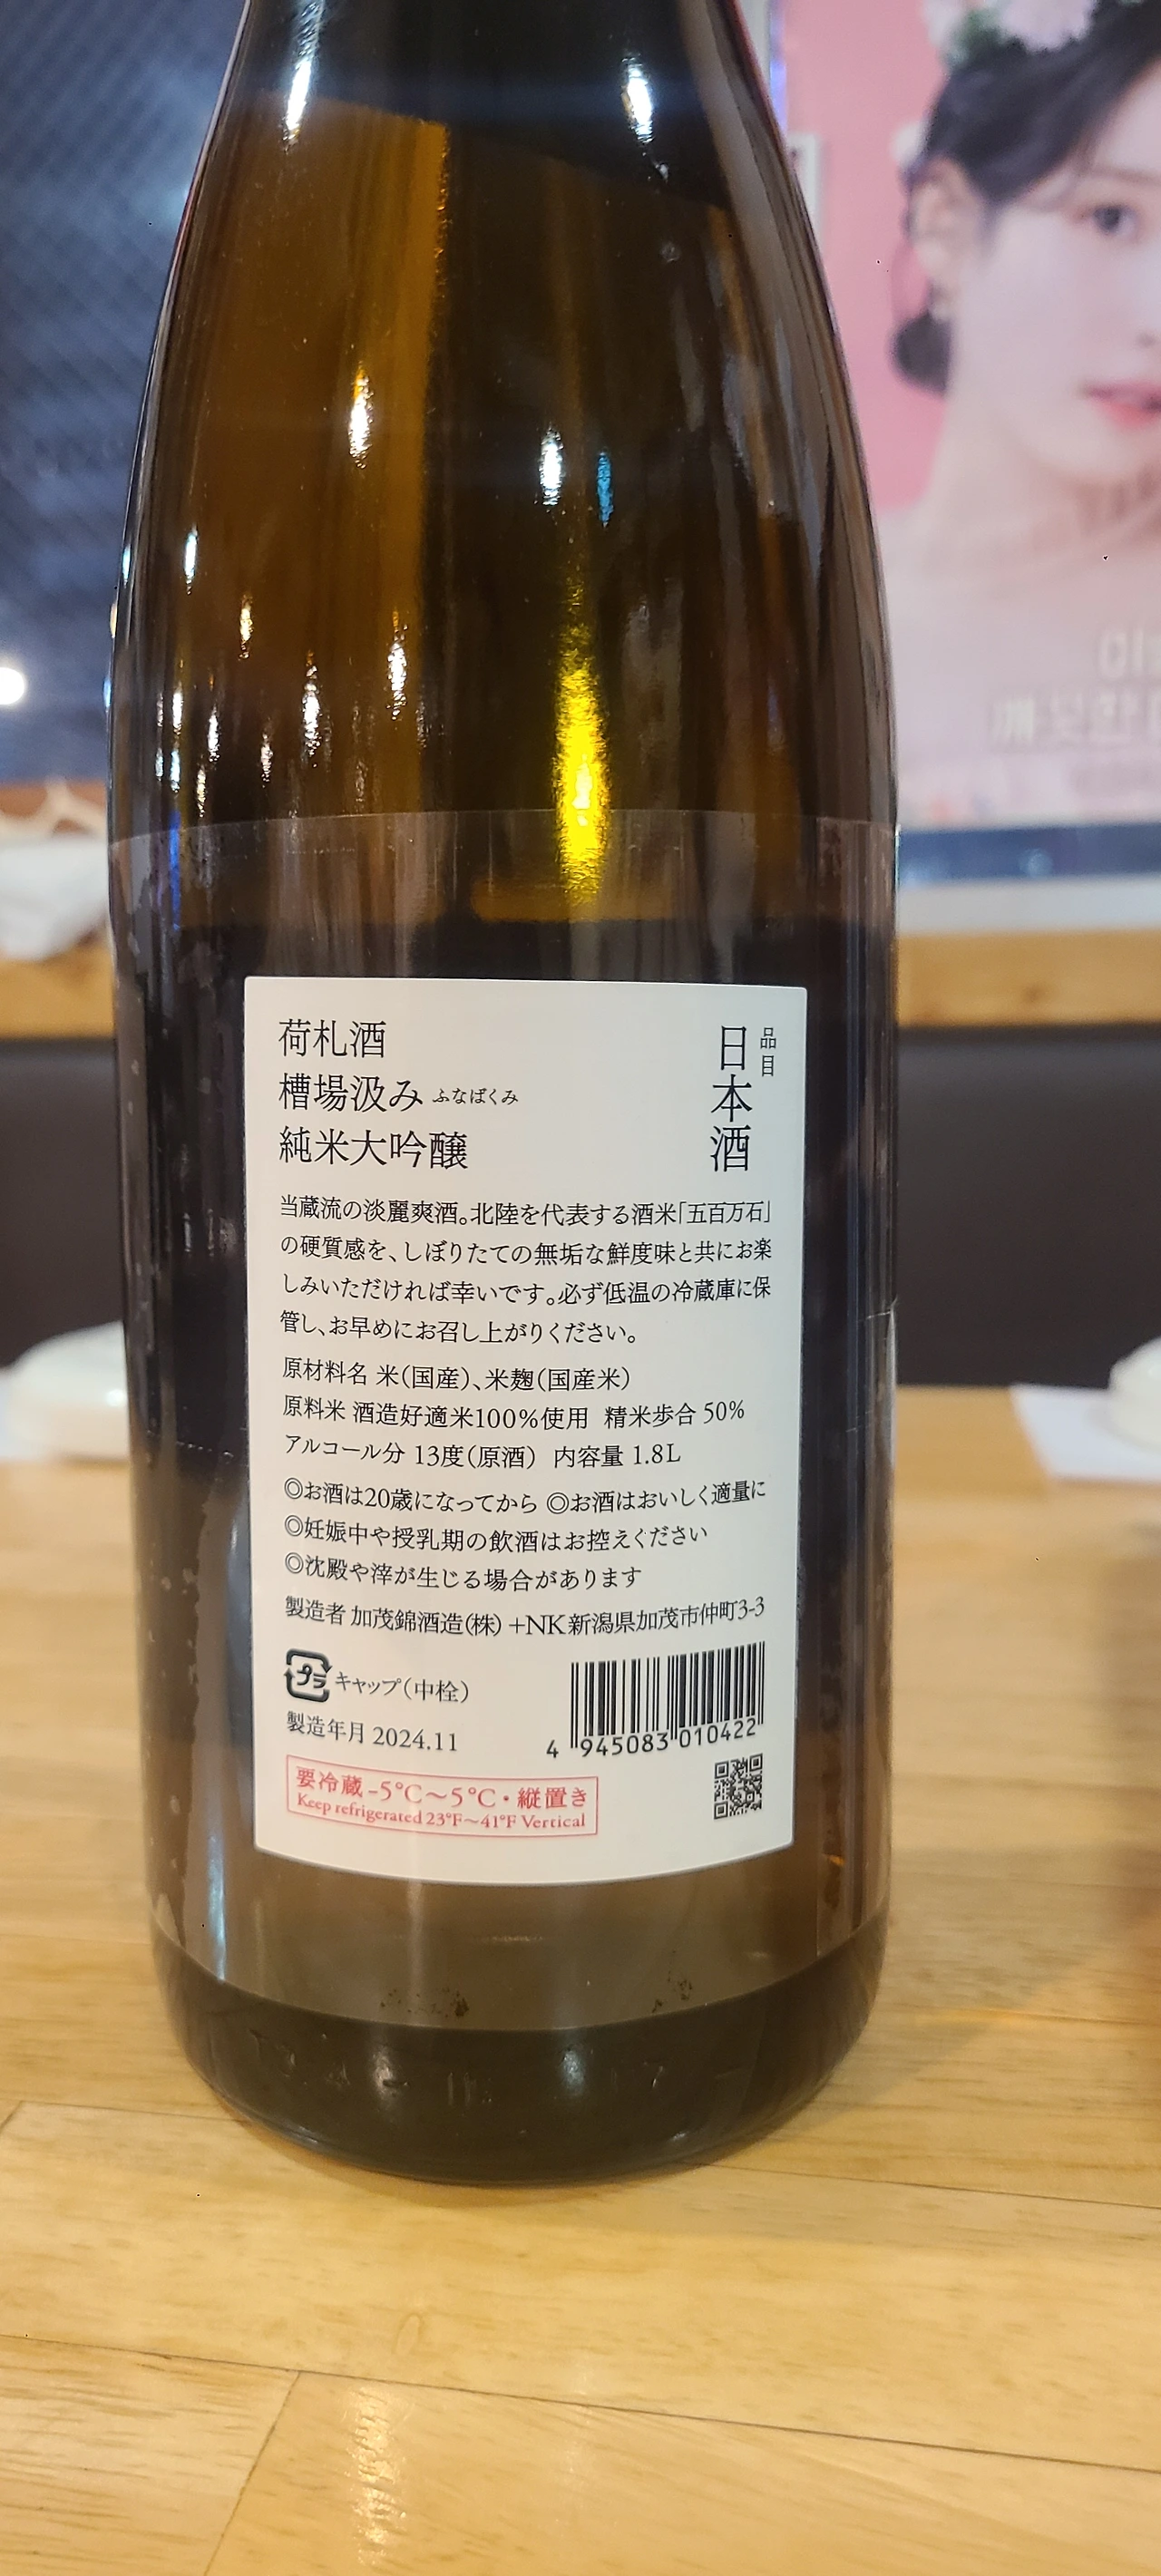 荷札酒
槽場汲み ふなばくみ
純米大吟醸
品目
日本酒
当蔵流の淡麗爽酒。北陸を代表する酒米「五百万石」
の硬質感を、しぼりたての無垢な鮮度味と共にお楽
しみいただければ幸いです。必ず低温の冷蔵庫に保
管し、お早めにお召し上がりください。
原材料名 米(国産)、米麹(国産米)
原料米 酒造好適米100%使用 精米歩合 50%
アルコール分 13度(原酒) 内容量 1.8L
◎お酒は20歳になってから ◎お酒はおいしく適量に
◎妊娠中や授乳期の飲酒はお控えください
◎沈殿や滓が生じる場合があります
製造者 加茂錦酒造(株) +NK 新潟県加茂市仲町3-3
プラ キャップ(中栓)
製造年月 2024.11
4 945083 010422
要冷蔵 -5℃〜5℃・縦置き
Keep refrigerated 23°F〜41°F Vertical